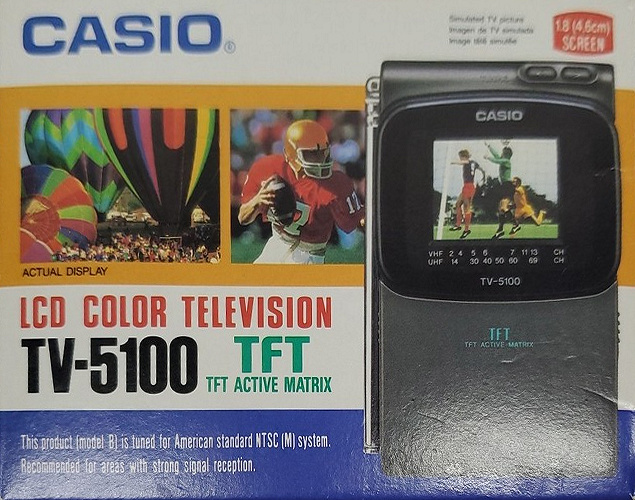 CASIO®
Simulated TV picture
Imagen de TV simulada
Image télé simulée
1.8 (4.6cm)
SCREEN
CASIO
VHF 2 4 5 6 7 11 13 CH
UHF 14 30 40 50 60 69 CH
TV-5100
TFT
TFT ACTIVE MATRIX
ACTUAL DISPLAY
LCD COLOR TELEVISION
TV-5100
TFT
TFT ACTIVE MATRIX
This product (model B) is tuned for American standard NTSC (M) system.
Recommended for areas with strong signal reception.